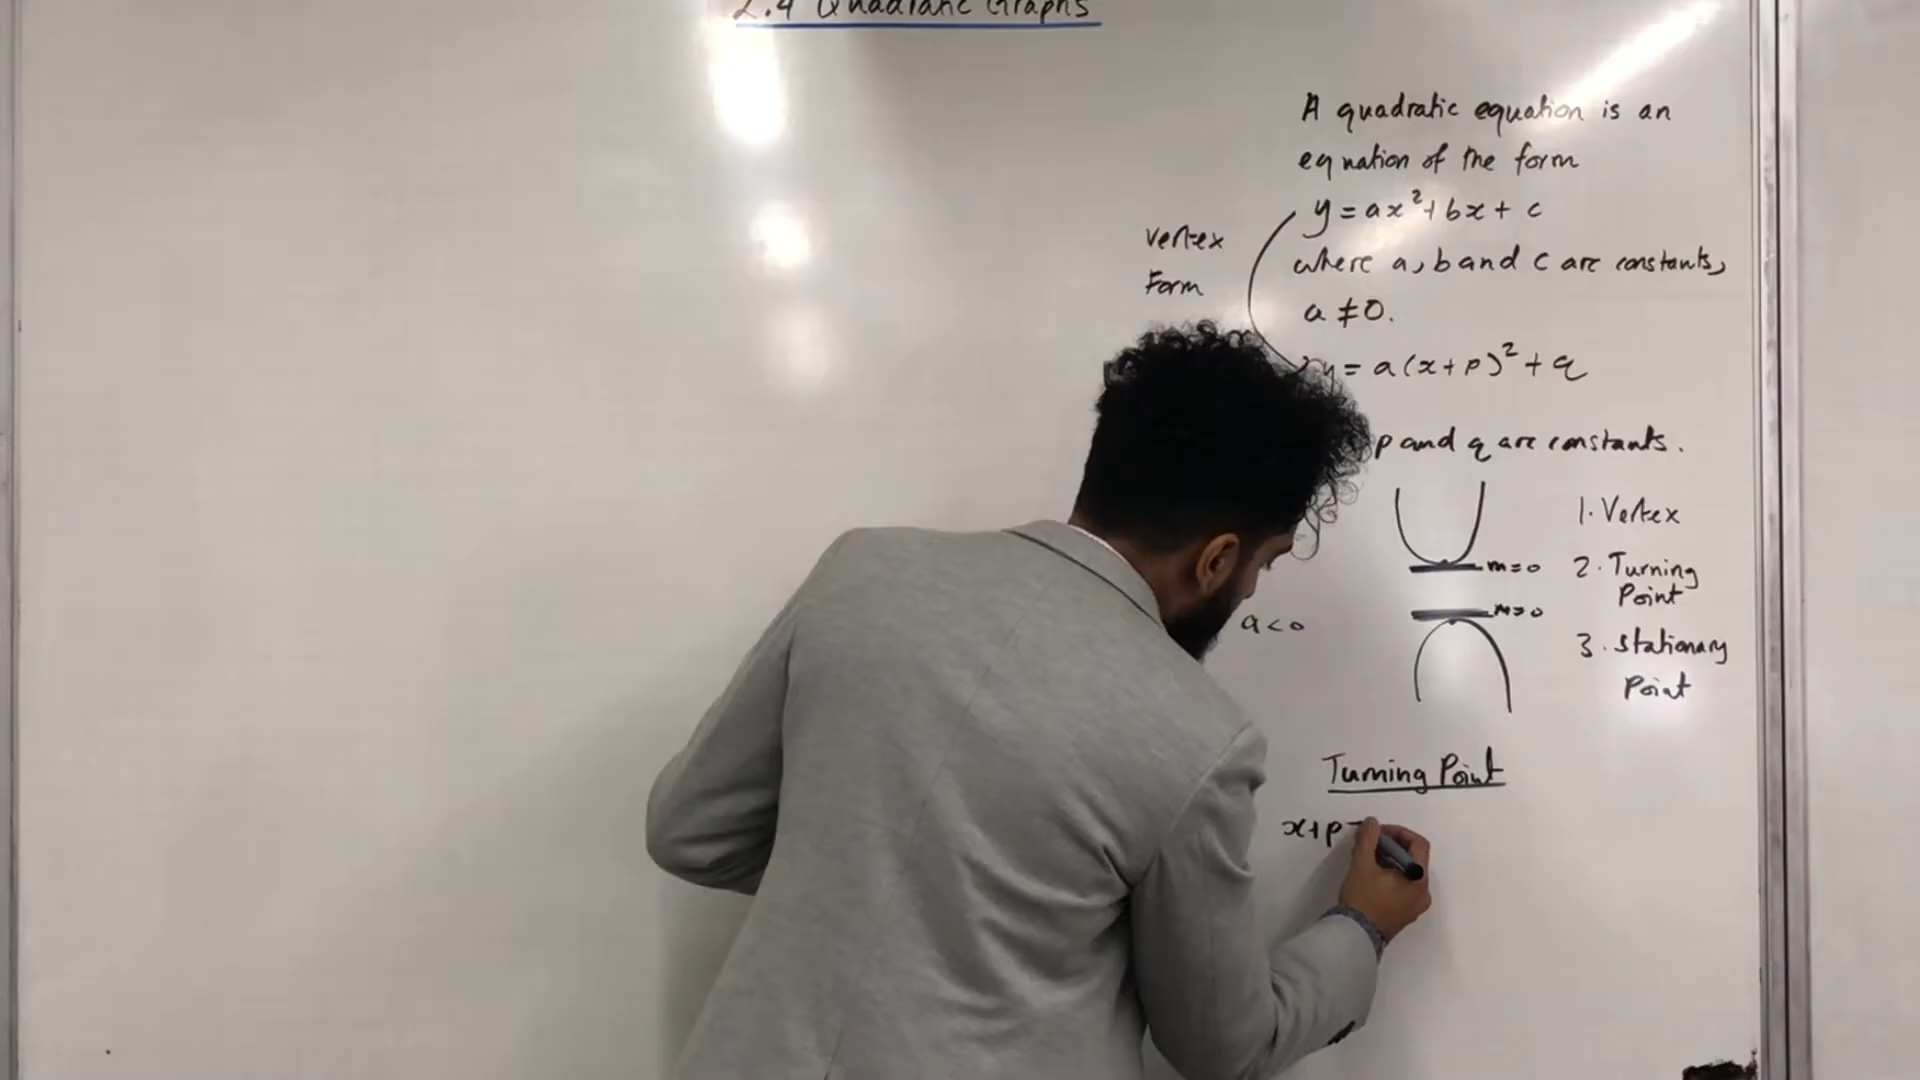 2.4 Quadratic Graphs
A quadratic equation is an
equation of the form
y = ax² + bx + c
where a, b and c are constants,
a ≠ 0.
Vertex
Form
y = a(x+p)² + q
p and q are constants.
m=0
a<0
m=0
1. Vertex
2. Turning
Point
3. Stationary
Point
Turning Point
x+p